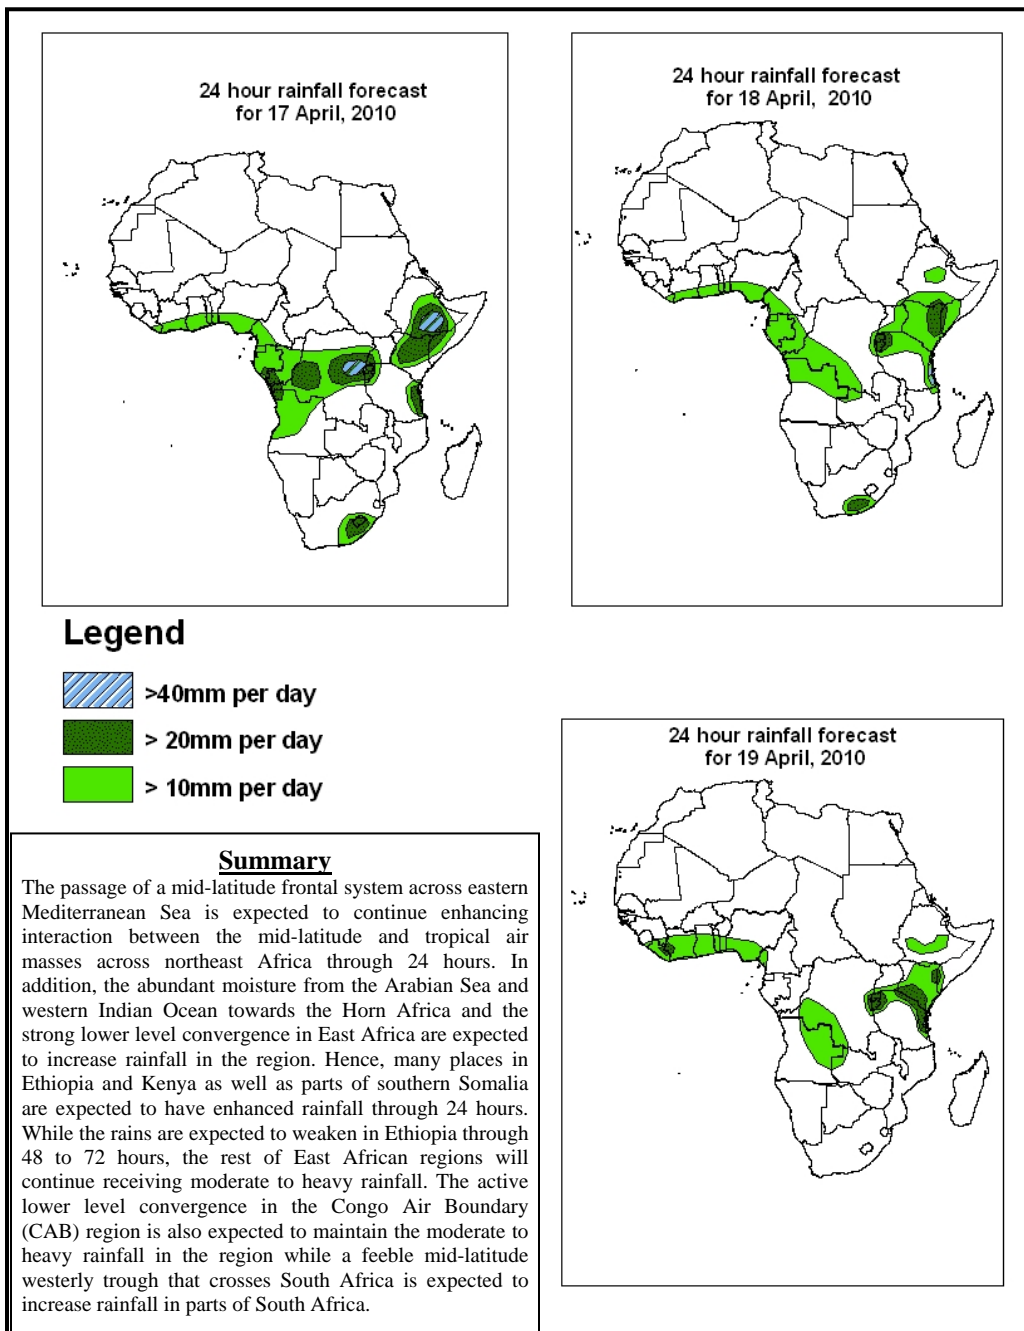 24 hour rainfall forecast
for 17 April, 2010
24 hour rainfall forecast
for 18 April,  2010
Legend
>40mm per day
> 20mm per day
> 10mm per day
24 hour rainfall forecast
for 19 April, 2010
Summary
The passage of a mid-latitude frontal system across eastern
Mediterranean Sea is expected to continue enhancing
interaction between the mid-latitude and tropical air
masses across northeast Africa through 24 hours. In
addition, the abundant moisture from the Arabian Sea and
western Indian Ocean towards the Horn Africa and the
strong lower level convergence in East Africa are expected
to increase rainfall in the region. Hence, many places in
Ethiopia and Kenya as well as parts of southern Somalia
are expected to have enhanced rainfall through 24 hours.
While the rains are expected to weaken in Ethiopia through
48 to 72 hours, the rest of East African regions will
continue receiving moderate to heavy rainfall. The active
lower level convergence in the Congo Air Boundary
(CAB) region is also expected to maintain the moderate to
heavy rainfall in the region while a feeble mid-latitude
westerly trough that crosses South Africa is expected to
increase rainfall in parts of South Africa.